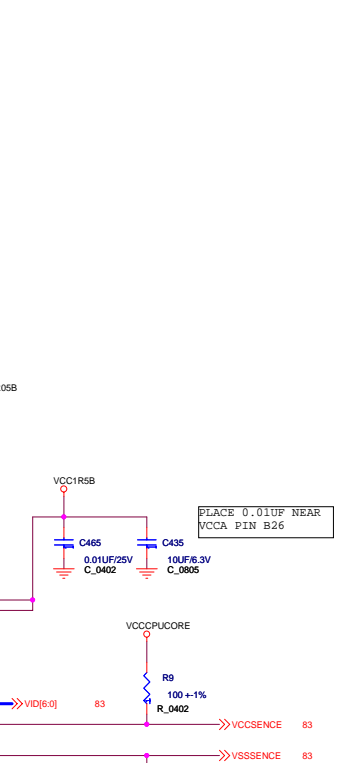 05B
VCC1R5B
PLACE 0.01UF NEAR
VCCA PIN B26
C465
0.01UF/25V
C_0402
C435
10UF/6.3V
C_0805
VCCCPUCORE
R9
100 +-1%
R_0402
VID[6:0] 83
VCCSENCE 83
VSSSENCE 83